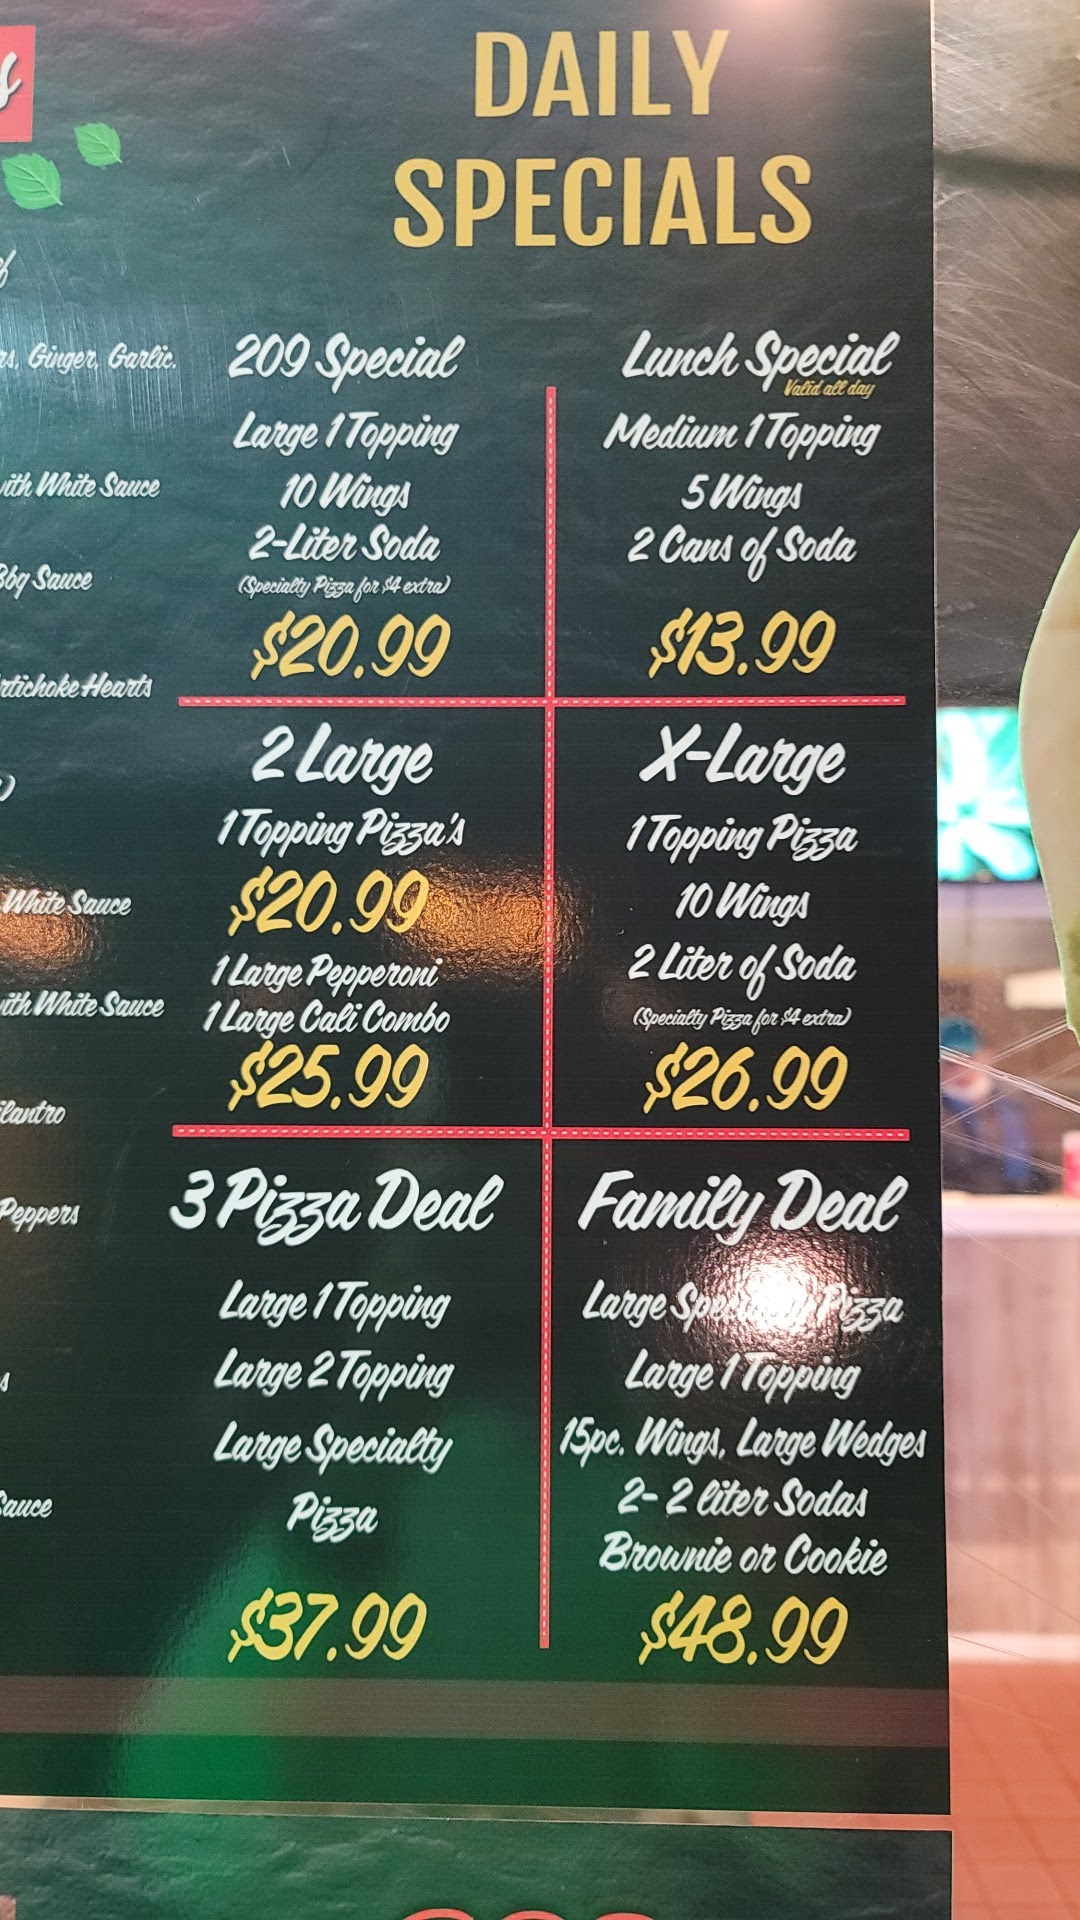 DAILY
SPECIALS
Ginger, Garlic.
with White Sauce
Bbq Sauce
Artichoke Hearts
White Sauce
with White Sauce
Cilantro
Peppers
Sauce
209 Special
Large 1 Topping
10 Wings
2-Liter Soda
(Specialty Pizza for $4 extra)
$20.99
Lunch Special
Valid all day
Medium 1 Topping
5 Wings
2 Cans of Soda
$13.99
2 Large
1 Topping Pizza's
$20.99
1 Large Pepperoni
1 Large Cali Combo
$25.99
X-Large
1 Topping Pizza
10 Wings
2 Liter of Soda
(Specialty Pizza for $4 extra)
$26.99
3 Pizza Deal
Large 1 Topping
Large 2 Topping
Large Specialty
Pizza
$37.99
Family Deal
Large Specialty Pizza
Large 1 Topping
15pc. Wings, Large Wedges
2- 2 liter Sodas
Brownie or Cookie
$48.99